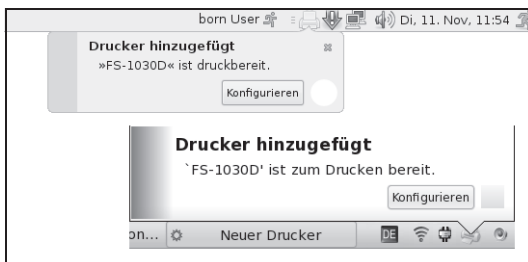 born User Di, 11. Nov, 11:54
Drucker hinzugefügt
»FS-1030D« ist druckbereit.
Konfigurieren
Drucker hinzugefügt
`FS-1030D' ist zum Drucken bereit.
Konfigurieren
on... Neuer Drucker DE